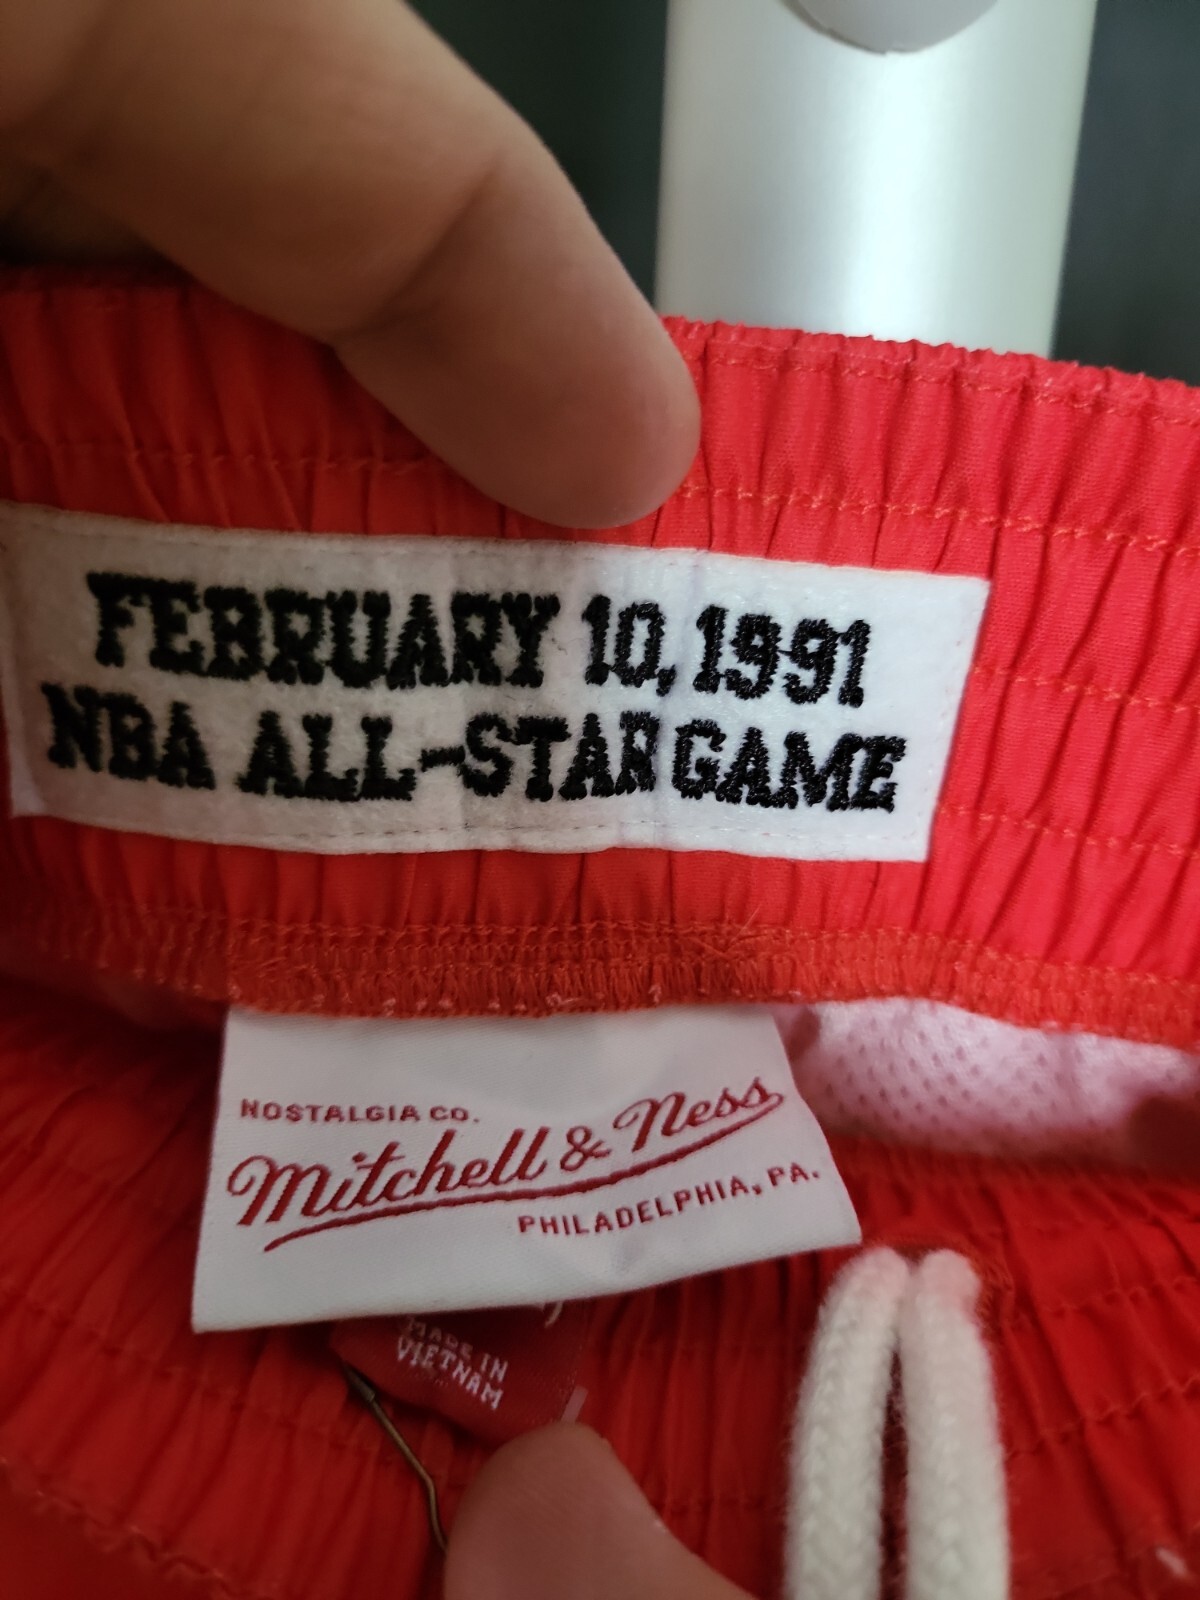 FEBRUARY 10, 1991
NBA ALL-STAR GAME
NOSTALGIA CO.
Mitchell & Ness
PHILADELPHIA, PA.
MADE IN
VIETNAM